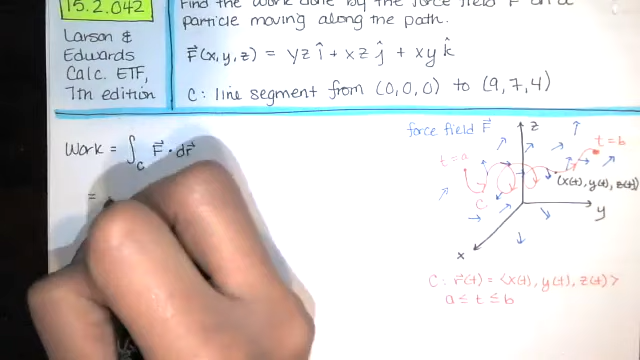 15.2.042
Larson &
Edwards
Calc. ETF,
7th edition
Find the work done by the force field F on a
particle moving along the path.
F⃗(x,y,z) = yz î + xz ĵ + xy k̂
C: line segment from (0,0,0) to (9,7,4)
Work = ∫_C F⃗ · dr⃗
=
force field F⃗
z
t = b
t = a
(x(t), y(t), z(t))
C
y
x
C: r⃗(t) = <x(t), y(t), z(t)>
a ≤ t ≤ b